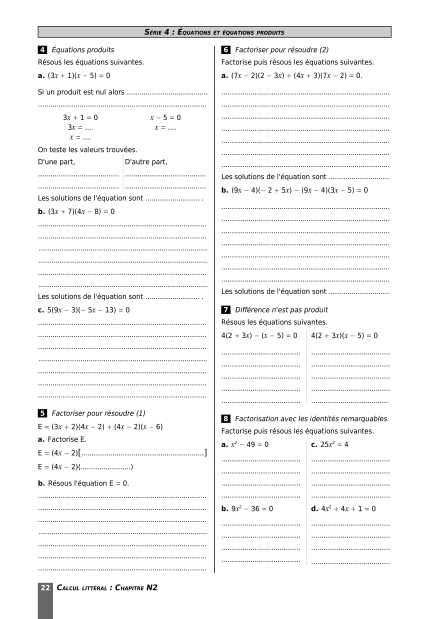 SÉRIE 4 : ÉQUATIONS ET ÉQUATIONS PRODUITS
4 Équations produits
Résous les équations suivantes.
a. (3x + 1)(x − 5) = 0
Si un produit est nul alors ..............................
................................................................
3x + 1 = 0 x − 5 = 0
3x = .... x = ....
x = ....
On teste les valeurs trouvées.
D'une part, D'autre part,
............................... ...............................
............................... ...............................
Les solutions de l'équation sont ........................ .
b. (3x + 7)(4x − 8) = 0
................................................................
................................................................
................................................................
................................................................
................................................................
................................................................
Les solutions de l'équation sont ........................ .
c. 5(9x − 3)(− 5x − 13) = 0
................................................................
................................................................
................................................................
................................................................
................................................................
................................................................
................................................................
5 Factoriser pour résoudre (1)
E = (3x + 2)(4x − 2) + (4x − 2)(x − 6)
a. Factorise E.
E = (4x − 2)[..............................................]
E = (4x − 2)(....................)
b. Résous l'équation E = 0.
................................................................
................................................................
................................................................
................................................................
................................................................
................................................................
................................................................
6 Factoriser pour résoudre (2)
Factorise puis résous les équations suivantes.
a. (7x − 2)(2 − 3x) + (4x + 3)(7x − 2) = 0.
................................................................
................................................................
................................................................
................................................................
................................................................
................................................................
................................................................
Les solutions de l'équation sont ..........................
b. (9x − 4)(− 2 + 5x) − (9x − 4)(3x − 5) = 0
................................................................
................................................................
................................................................
................................................................
................................................................
................................................................
................................................................
Les solutions de l'équation sont ..........................
7 Différence n'est pas produit
Résous les équations suivantes.
4(2 + 3x) − (x − 5) = 0 4(2 + 3x)(x − 5) = 0
............................... ...............................
............................... ...............................
............................... ...............................
............................... ...............................
............................... ...............................
8 Factorisation avec les identités remarquables
Factorise puis résous les équations suivantes.
a. x² − 49 = 0 c. 25x² = 4
............................... ...............................
............................... ...............................
............................... ...............................
............................... ...............................
b. 9x² − 36 = 0 d. 4x² + 4x + 1 = 0
............................... ...............................
............................... ...............................
............................... ...............................
............................... ...............................
22 CALCUL LITTÉRAL : CHAPITRE N2